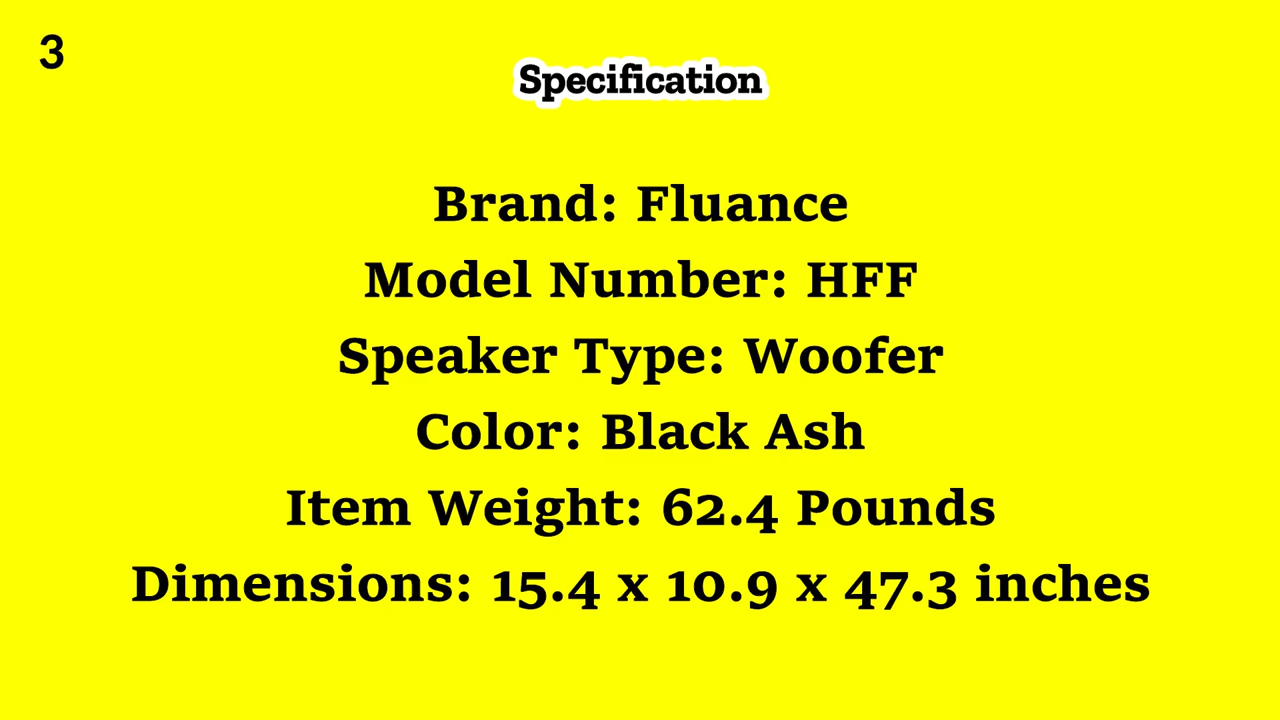 3
Specification
Brand: Fluance
Model Number: HFF
Speaker Type: Woofer
Color: Black Ash
Item Weight: 62.4 Pounds
Dimensions: 15.4 x 10.9 x 47.3 inches